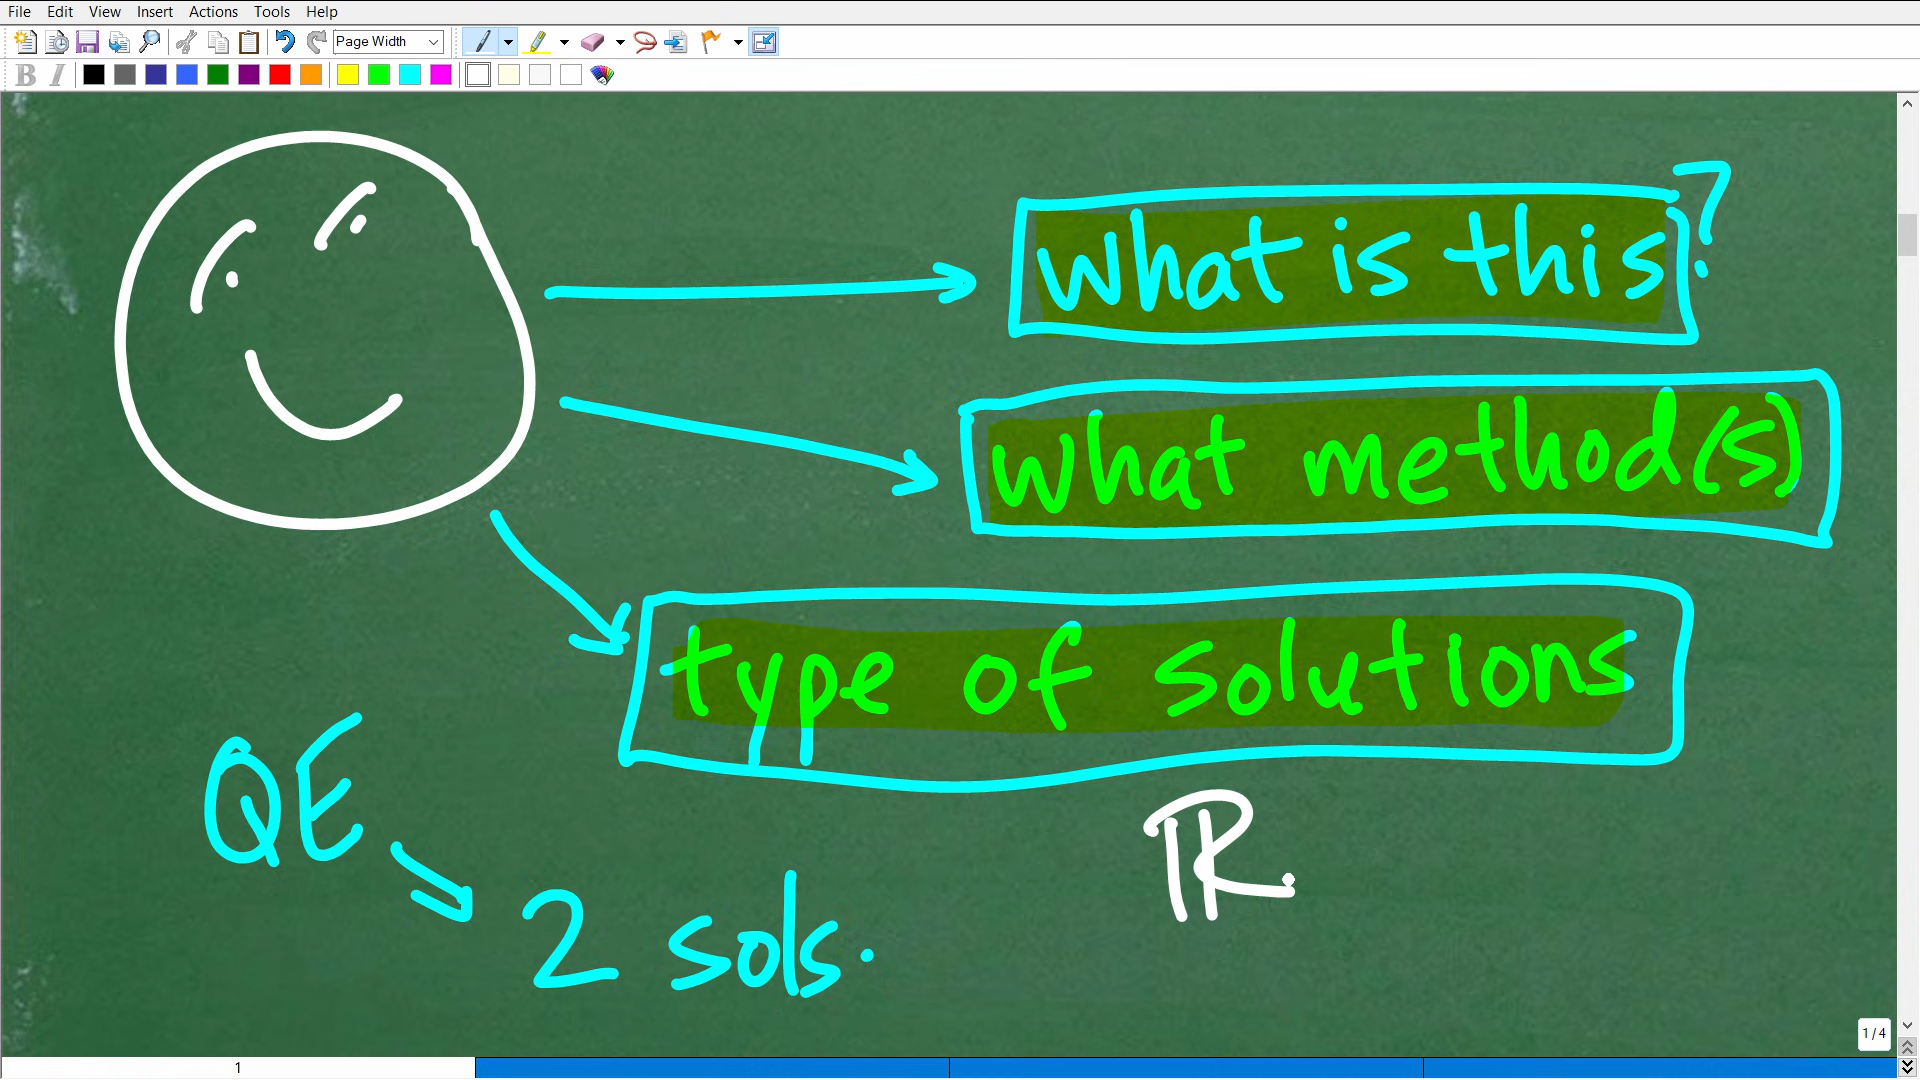 File Edit View Insert Actions Tools Help
Page Width
B I
What is this?
What method(s)
type of solutions
QE
2 sols.
ℝ
1 / 4
1